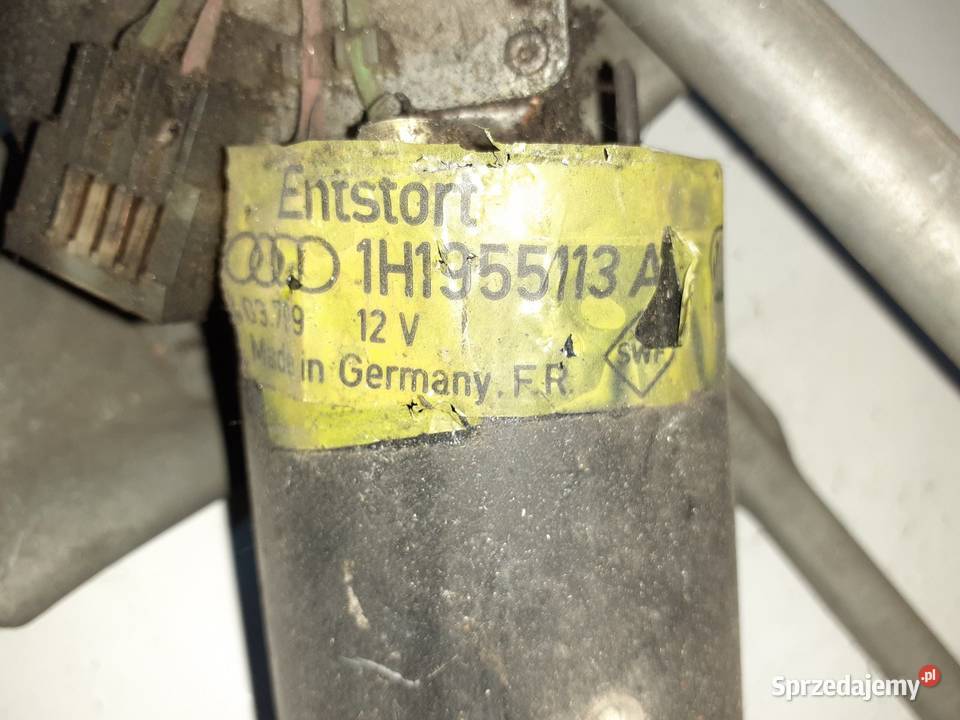 Entstort
1H1955113 A
12 V
Made in Germany, F.R.
SWF
Sprzedajemy.pl